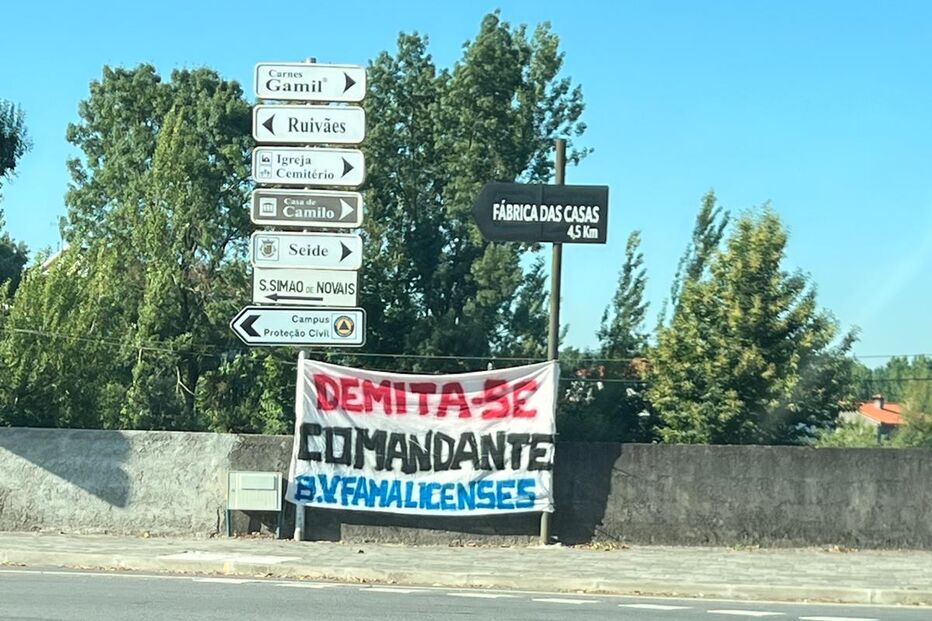 Carnes
Gamil®
Ruivães
Igreja
Cemitério
Casa de
Camilo
Seide
S.SIMÃO DE NOVAIS
Campus
Proteção Civil
FÁBRICA DAS CASAS
4,5 Km
DEMITA-SE
COMANDANTE
B.V FAMALICENSES